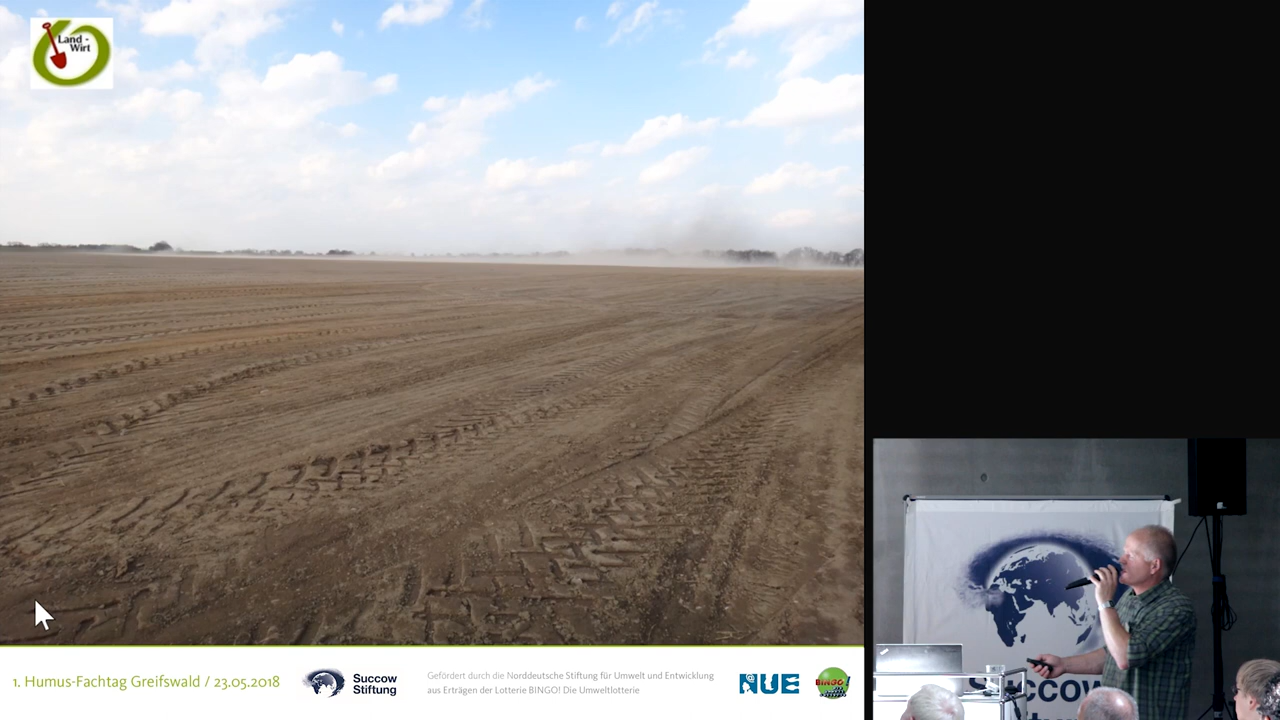 Land -
Wirt
1. Humus-Fachtag Greifswald / 23.05.2018
Succow
Stiftung
Gefördert durch die Norddeutsche Stiftung für Umwelt und Entwicklung
aus Erträgen der Lotterie BINGO! Die Umweltlotterie
NUE
BINGO!